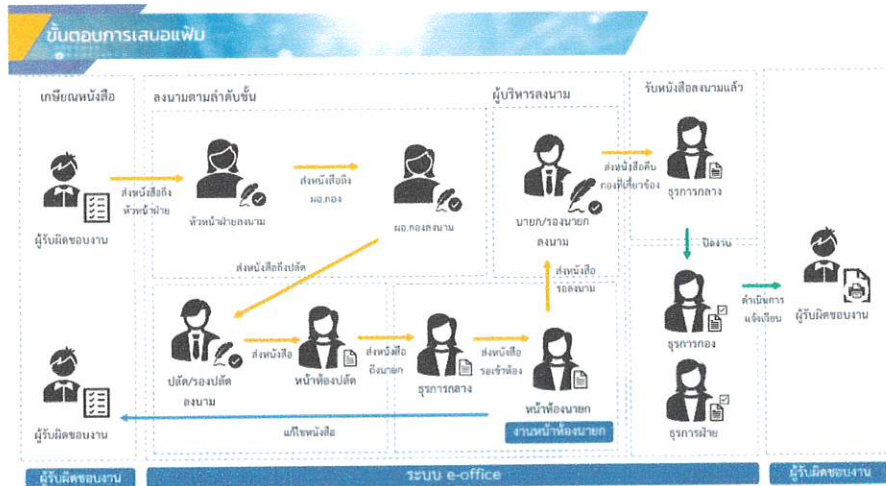 ขั้นตอนการเสนอแฟ้ม
เกษียณหนังสือ
ลงนามตามลำดับชั้น
ผู้บริหารลงนาม
รับหนังสือลงนามแล้ว
ผู้รับผิดชอบงาน
ส่งหนังสือถึง
หัวหน้าฝ่าย
หัวหน้าฝ่ายลงนาม
ส่งหนังสือถึง
ผอ.กอง
ผอ.กองลงนาม
นายก/รองนายก
ลงนาม
ส่งหนังสือคืน
กองที่เกี่ยวข้อง
ธุรการกลาง
ส่งหนังสือถึงปลัด
ส่งหนังสือ
รอลงนาม
ปิดงาน
ปลัด/รองปลัด
ลงนาม
ส่งหนังสือ
หน้าห้องปลัด
ส่งหนังสือ
ถึงนายก
ธุรการกลาง
ส่งหนังสือ
รอเข้าห้อง
หน้าห้องนายก
งานหน้าห้องนายก
ธุรการกอง
ดำเนินการ
แจ้งเวียน
ผู้รับผิดชอบงาน
ผู้รับผิดชอบงาน
แก้ไขหนังสือ
ธุรการฝ่าย
ผู้รับผิดชอบงาน
ระบบ e-office
ผู้รับผิดชอบงาน